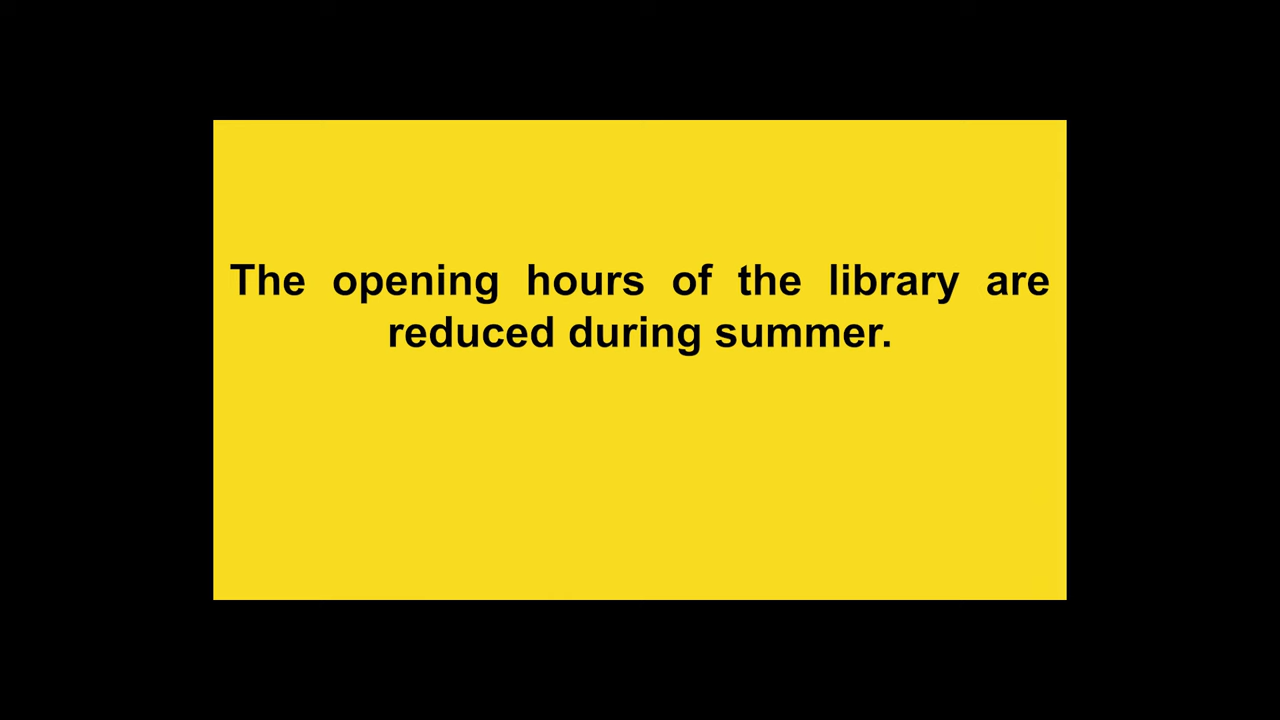 The opening hours of the library are
reduced during summer.